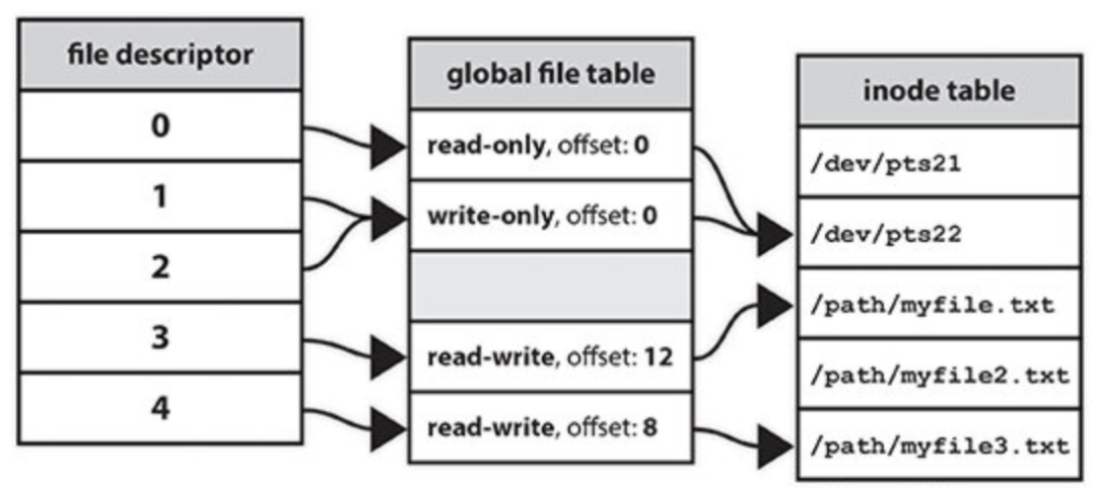 file descriptor
0
1
2
3
4
global file table
read-only, offset: 0
write-only, offset: 0
read-write, offset: 12
read-write, offset: 8
inode table
/dev/pts21
/dev/pts22
/path/myfile.txt
/path/myfile2.txt
/path/myfile3.txt